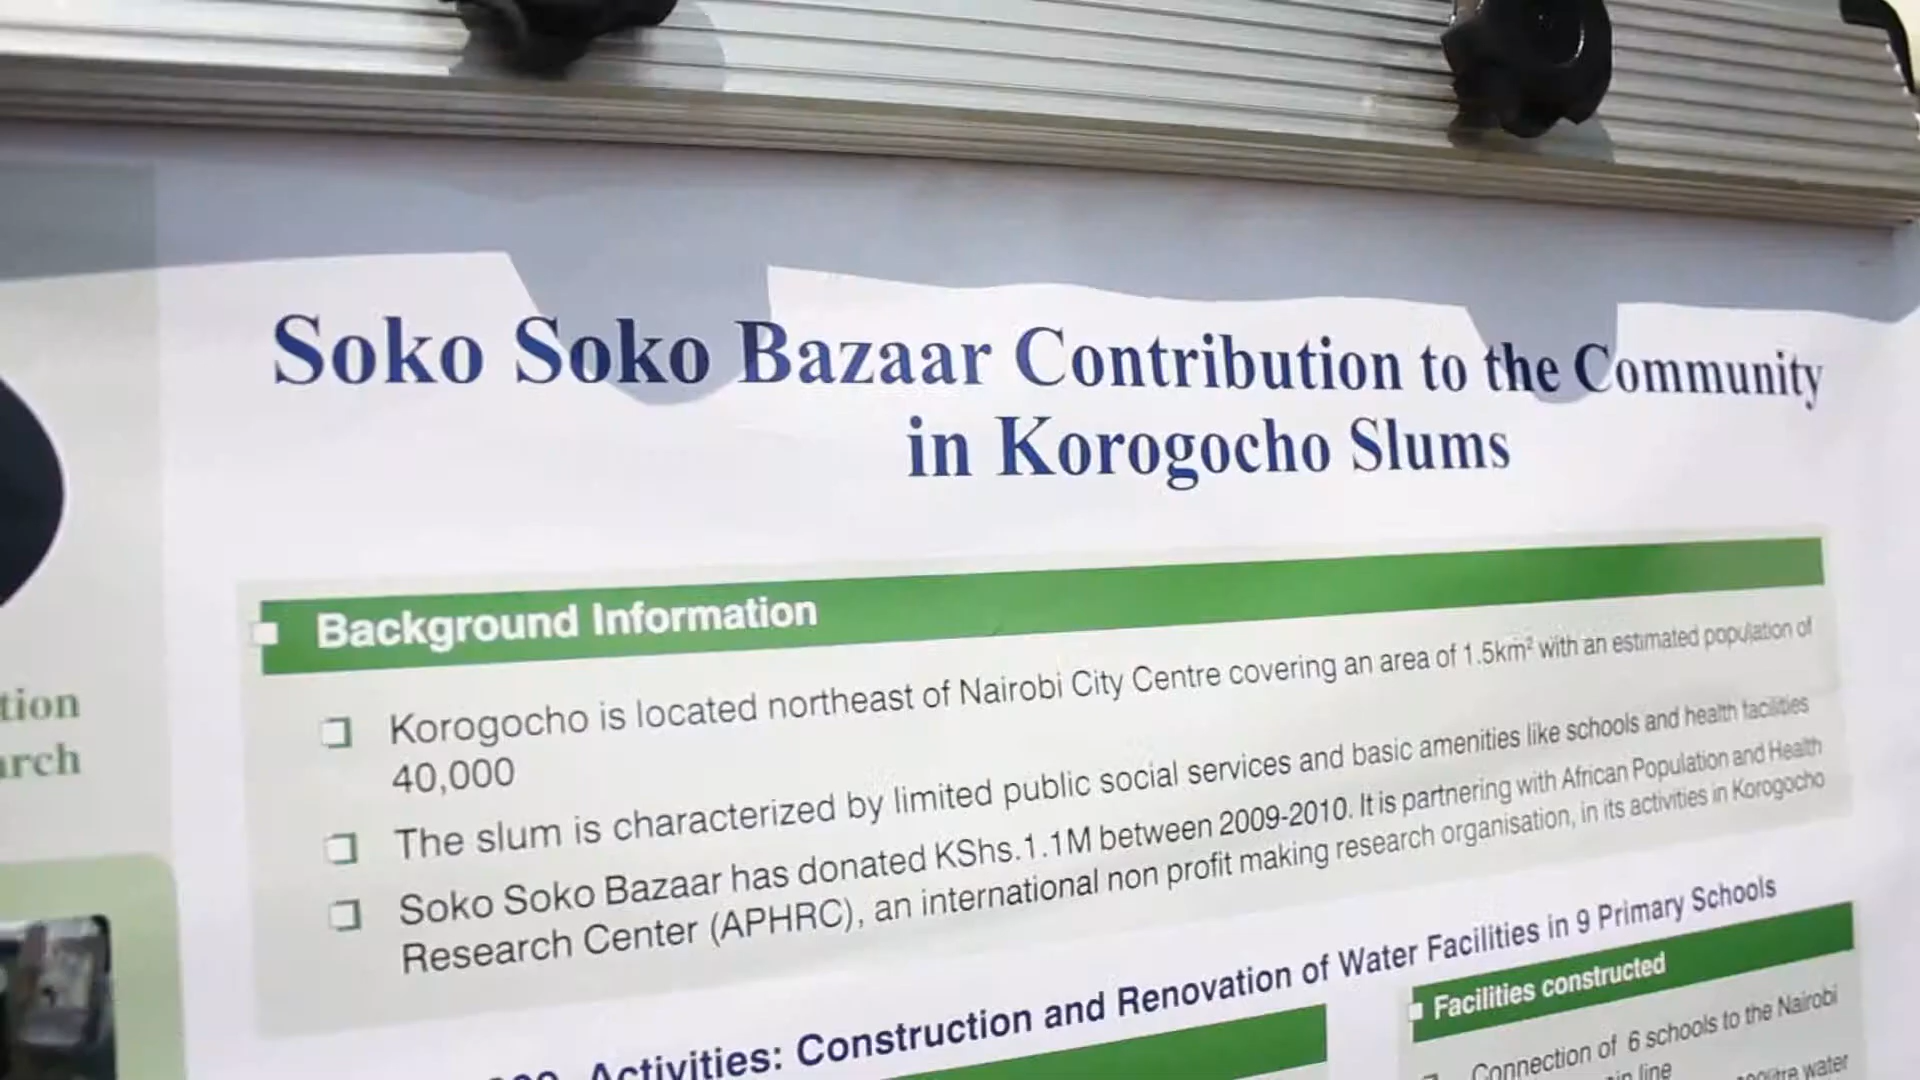 Soko Soko Bazaar Contribution to the Community
in Korogocho Slums
Background Information
❏ Korogocho is located northeast of Nairobi City Centre covering an area of 1.5km² with an estimated population of
40,000
❏ The slum is characterized by limited public social services and basic amenities like schools and health facilities
❏ Soko Soko Bazaar has donated KShs.1.1M between 2009-2010. It is partnering with African Population and Health
Research Center (APHRC), an international non profit making research organisation, in its activities in Korogocho
tion
arch
Activities: Construction and Renovation of Water Facilities in 9 Primary Schools
Facilities constructed
Connection of 6 schools to the Nairobi
line
water